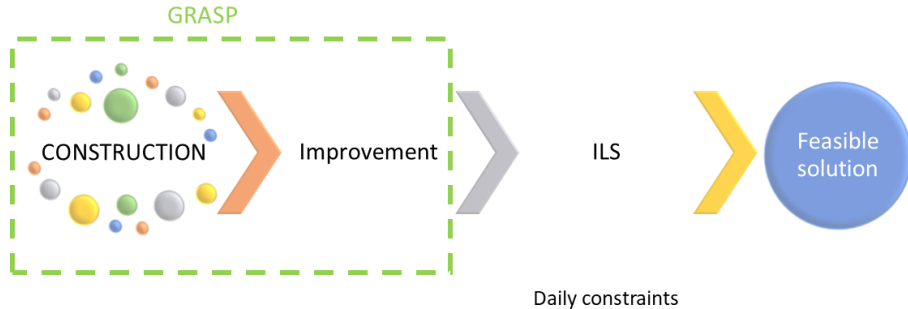 GRASP
CONSTRUCTION
Improvement
ILS
Feasible
solution
Daily constraints